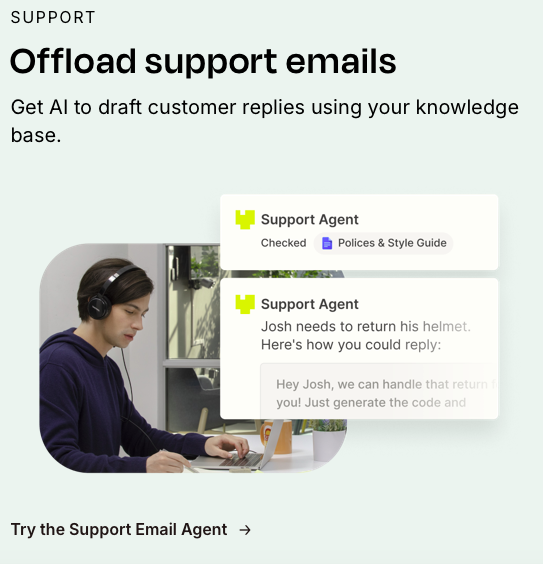 SUPPORT
Offload support emails
Get AI to draft customer replies using your knowledge
base.
Support Agent
Checked Polices & Style Guide
Support Agent
Josh needs to return his helmet.
Here's how you could reply:
Hey Josh, we can handle that return
you! Just generate the code and
Try the Support Email Agent →